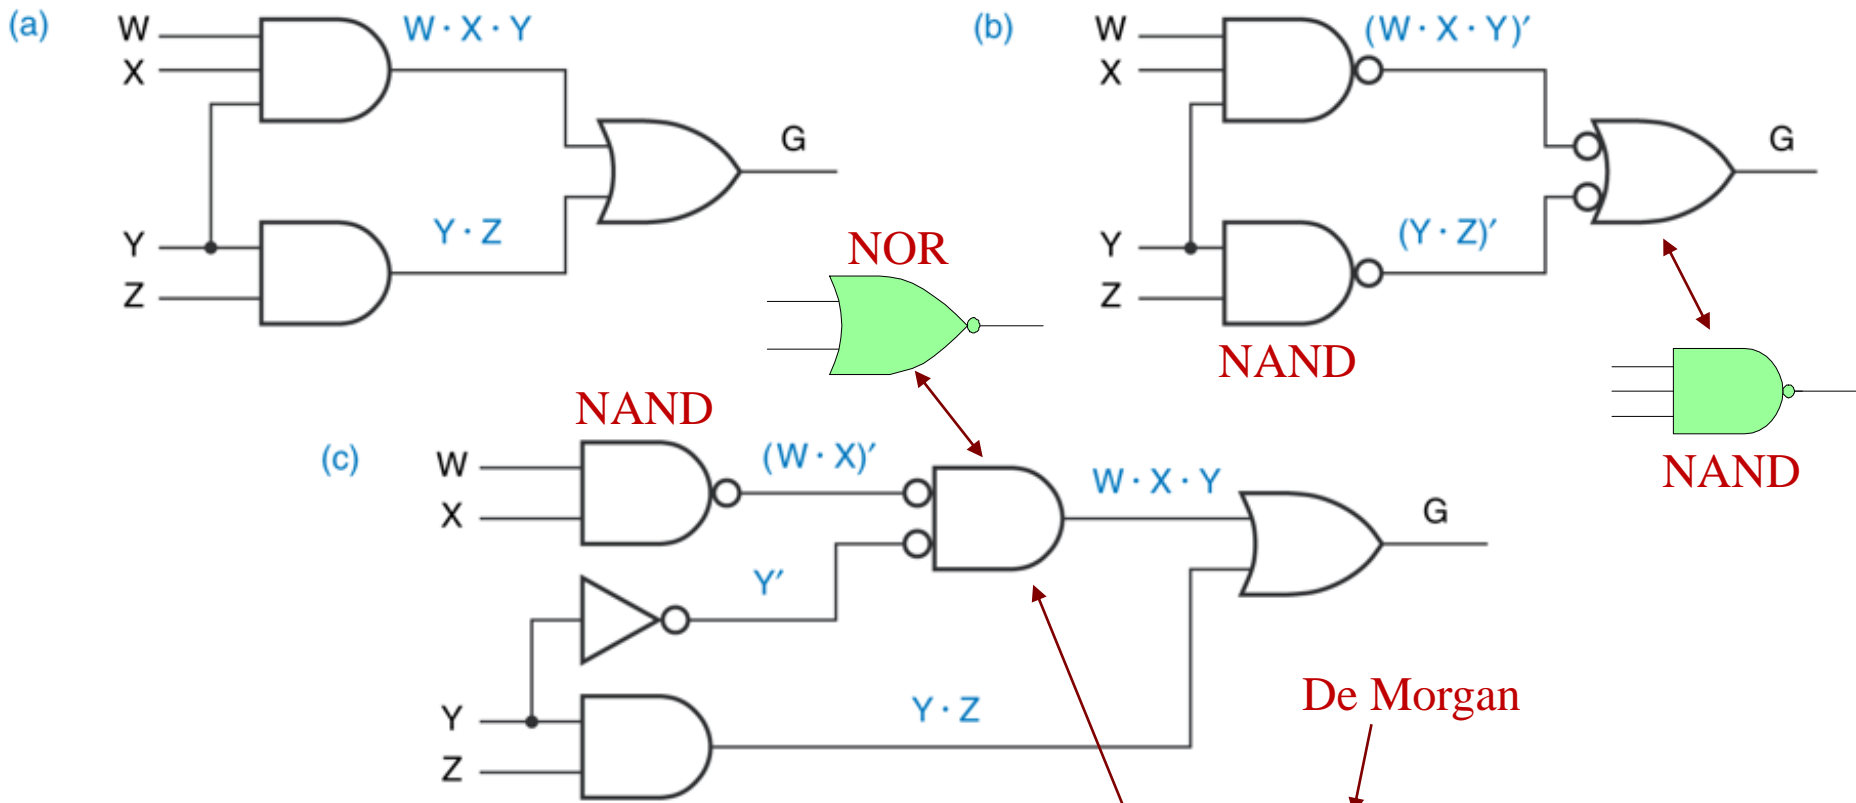 (a)
W
X
W · X · Y
G
Y
Z
Y · Z
(b)
W
X
(W · X · Y)′
G
Y
Z
(Y · Z)′
NOR
NAND
NAND
NAND
(c)
W
X
(W · X)′
W · X · Y
G
Y′
Y
Z
Y · Z
De Morgan